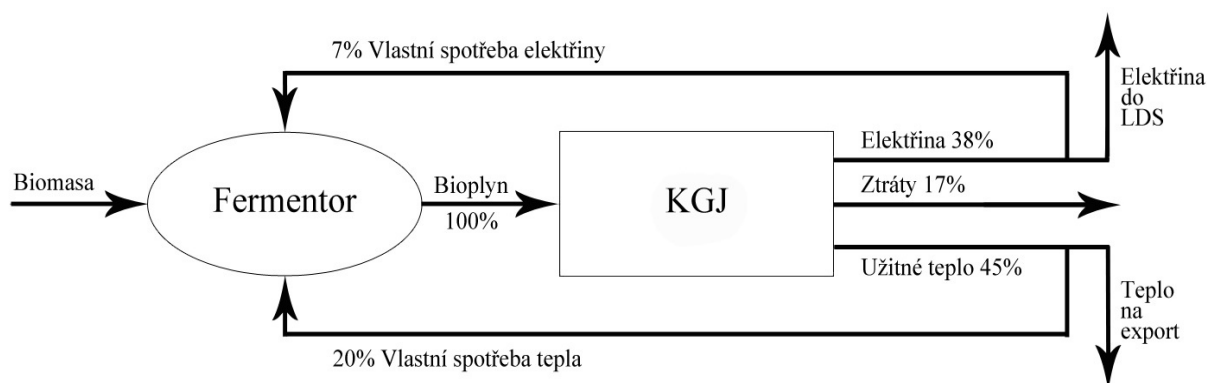 7% Vlastní spotřeba elektřiny
Elektřina
do
LDS
Elektřina 38%
Biomasa
Fermentor
Bioplyn
100%
KGJ
Ztráty 17%
Užitné teplo 45%
Teplo
na
export
20% Vlastní spotřeba tepla